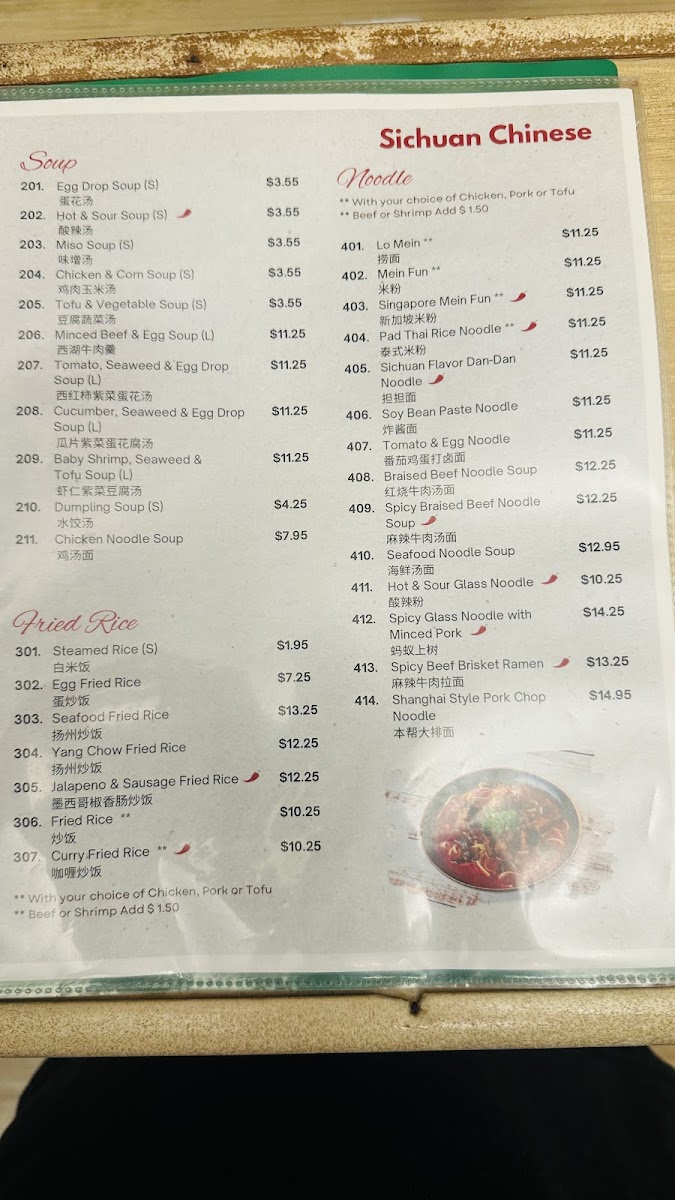 Sichuan Chinese
Soup
201. Egg Drop Soup (S) $3.55
蛋花汤
202. Hot & Sour Soup (S) $3.55
酸辣汤
203. Miso Soup (S) $3.55
味增汤
204. Chicken & Corn Soup (S) $3.55
鸡肉玉米汤
205. Tofu & Vegetable Soup (S) $3.55
豆腐蔬菜汤
206. Minced Beef & Egg Soup (L) $11.25
西湖牛肉羹
207. Tomato, Seaweed & Egg Drop $11.25
Soup (L)
西红柿紫菜蛋花汤
208. Cucumber, Seaweed & Egg Drop $11.25
Soup (L)
瓜片紫菜蛋花腐汤
209. Baby Shrimp, Seaweed & $11.25
Tofu Soup (L)
虾仁紫菜豆腐汤
210. Dumpling Soup (S) $4.25
水饺汤
211. Chicken Noodle Soup $7.95
鸡汤面
Fried Rice
301. Steamed Rice (S) $1.95
白米饭
302. Egg Fried Rice $7.25
蛋炒饭
303. Seafood Fried Rice $13.25
扬州炒饭
304. Yang Chow Fried Rice $12.25
扬州炒饭
305. Jalapeno & Sausage Fried Rice $12.25
墨西哥椒香肠炒饭
306. Fried Rice ** $10.25
炒饭
307. Curry Fried Rice ** $10.25
咖喱炒饭
** With your choice of Chicken, Pork or Tofu
** Beef or Shrimp Add $ 1.50
Noodle
** With your choice of Chicken, Pork or Tofu
** Beef or Shrimp Add $ 1.50
401. Lo Mein ** $11.25
捞面
402. Mein Fun ** $11.25
米粉
403. Singapore Mein Fun ** $11.25
新加坡米粉
404. Pad Thai Rice Noodle ** $11.25
泰式米粉
405. Sichuan Flavor Dan-Dan $11.25
Noodle
担担面
406. Soy Bean Paste Noodle $11.25
炸酱面
407. Tomato & Egg Noodle $11.25
番茄鸡蛋打卤面
408. Braised Beef Noodle Soup $12.25
红烧牛肉汤面
409. Spicy Braised Beef Noodle $12.25
Soup
麻辣牛肉汤面
410. Seafood Noodle Soup $12.95
海鲜汤面
411. Hot & Sour Glass Noodle $10.25
酸辣粉
412. Spicy Glass Noodle with $14.25
Minced Pork
蚂蚁上树
413. Spicy Beef Brisket Ramen $13.25
麻辣牛肉拉面
414. Shanghai Style Pork Chop $14.95
Noodle
本帮大排面